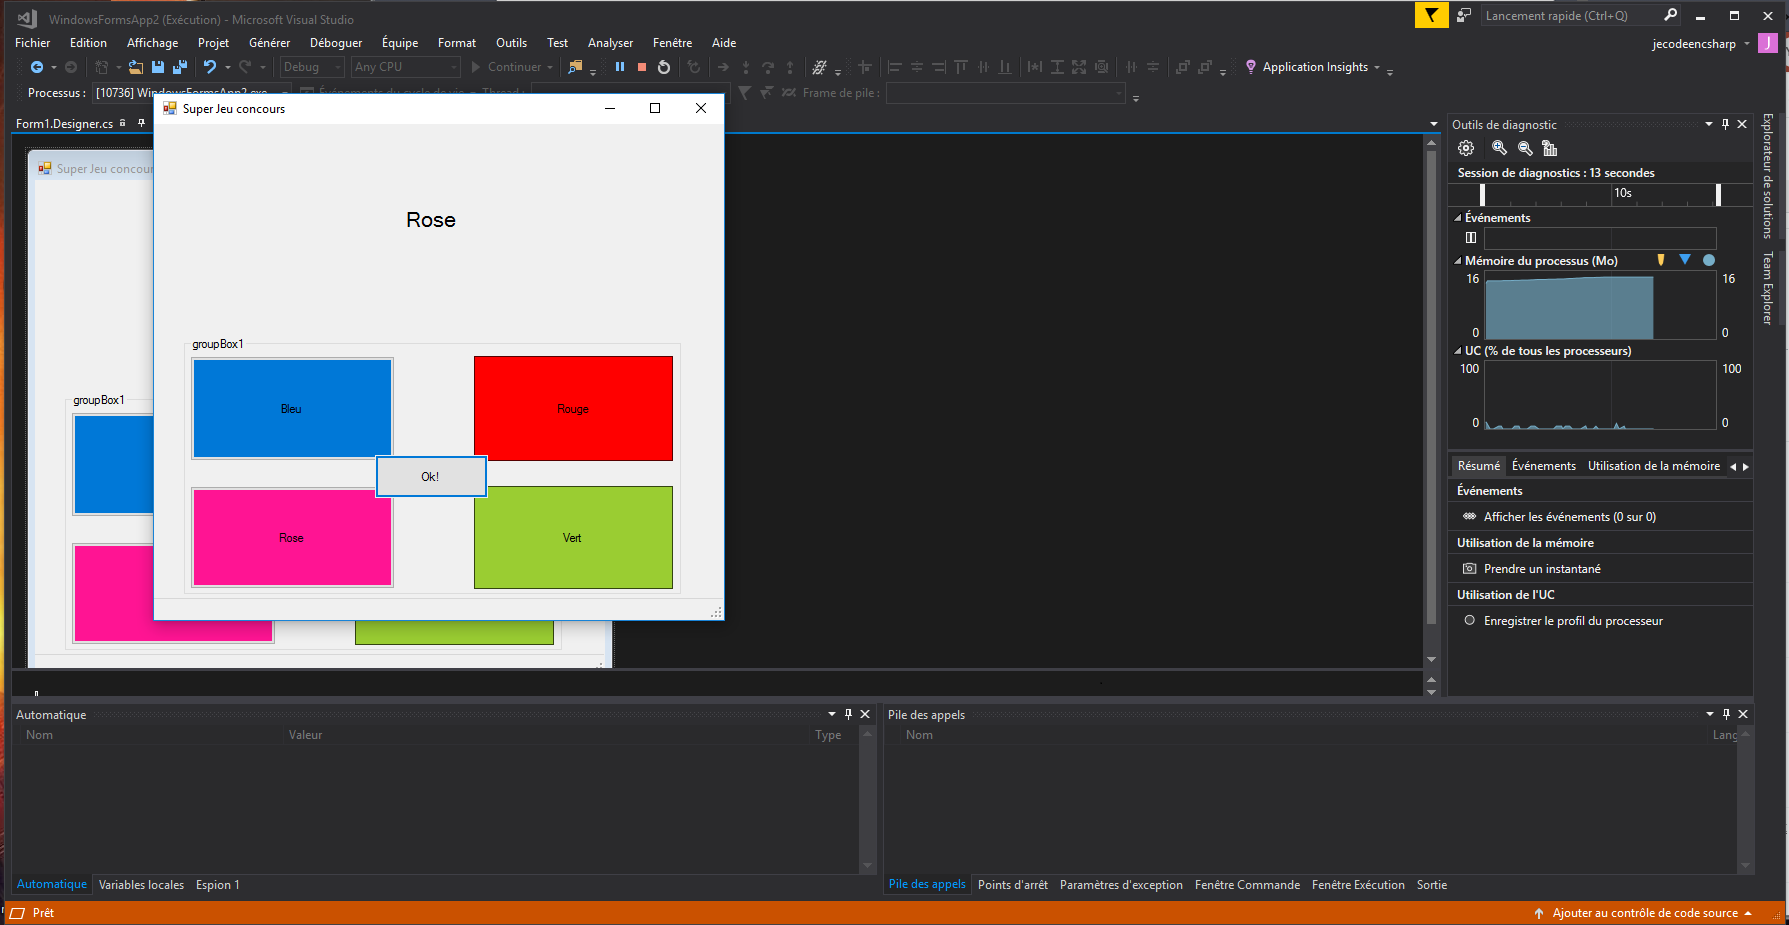 WindowsFormsApp2 (Exécution) - Microsoft Visual Studio
Lancement rapide (Ctrl+Q)
Fichier Edition Affichage Projet Générer Déboguer Équipe Format Outils Test Analyser Fenêtre Aide
jecodeencsharp J
Debug Any CPU Continuer Application Insights
Processus : [10736] WindowsFormsApp2.exe Événements du cycle de vie Thread : Frame de pile :
Form1.Designer.cs
Super Jeu concours
Super Jeu concour
Rose
groupBox1
Bleu
Rouge
Ok!
Rose
Vert
groupBox1
Outils de diagnostic
Session de diagnostics : 13 secondes
10s
Événements
Mémoire du processus (Mo)
16 16
0 0
UC (% de tous les processeurs)
100 100
0 0
Résumé Événements Utilisation de la mémoire
Événements
Afficher les événements (0 sur 0)
Utilisation de la mémoire
Prendre un instantané
Utilisation de l'UC
Enregistrer le profil du processeur
Explorateur de solutions
Team Explorer
Automatique
Nom Valeur Type
Pile des appels
Nom Lang
Automatique Variables locales Espion 1
Pile des appels Points d'arrêt Paramètres d'exception Fenêtre Commande Fenêtre Exécution Sortie
Prêt
Ajouter au contrôle de code source